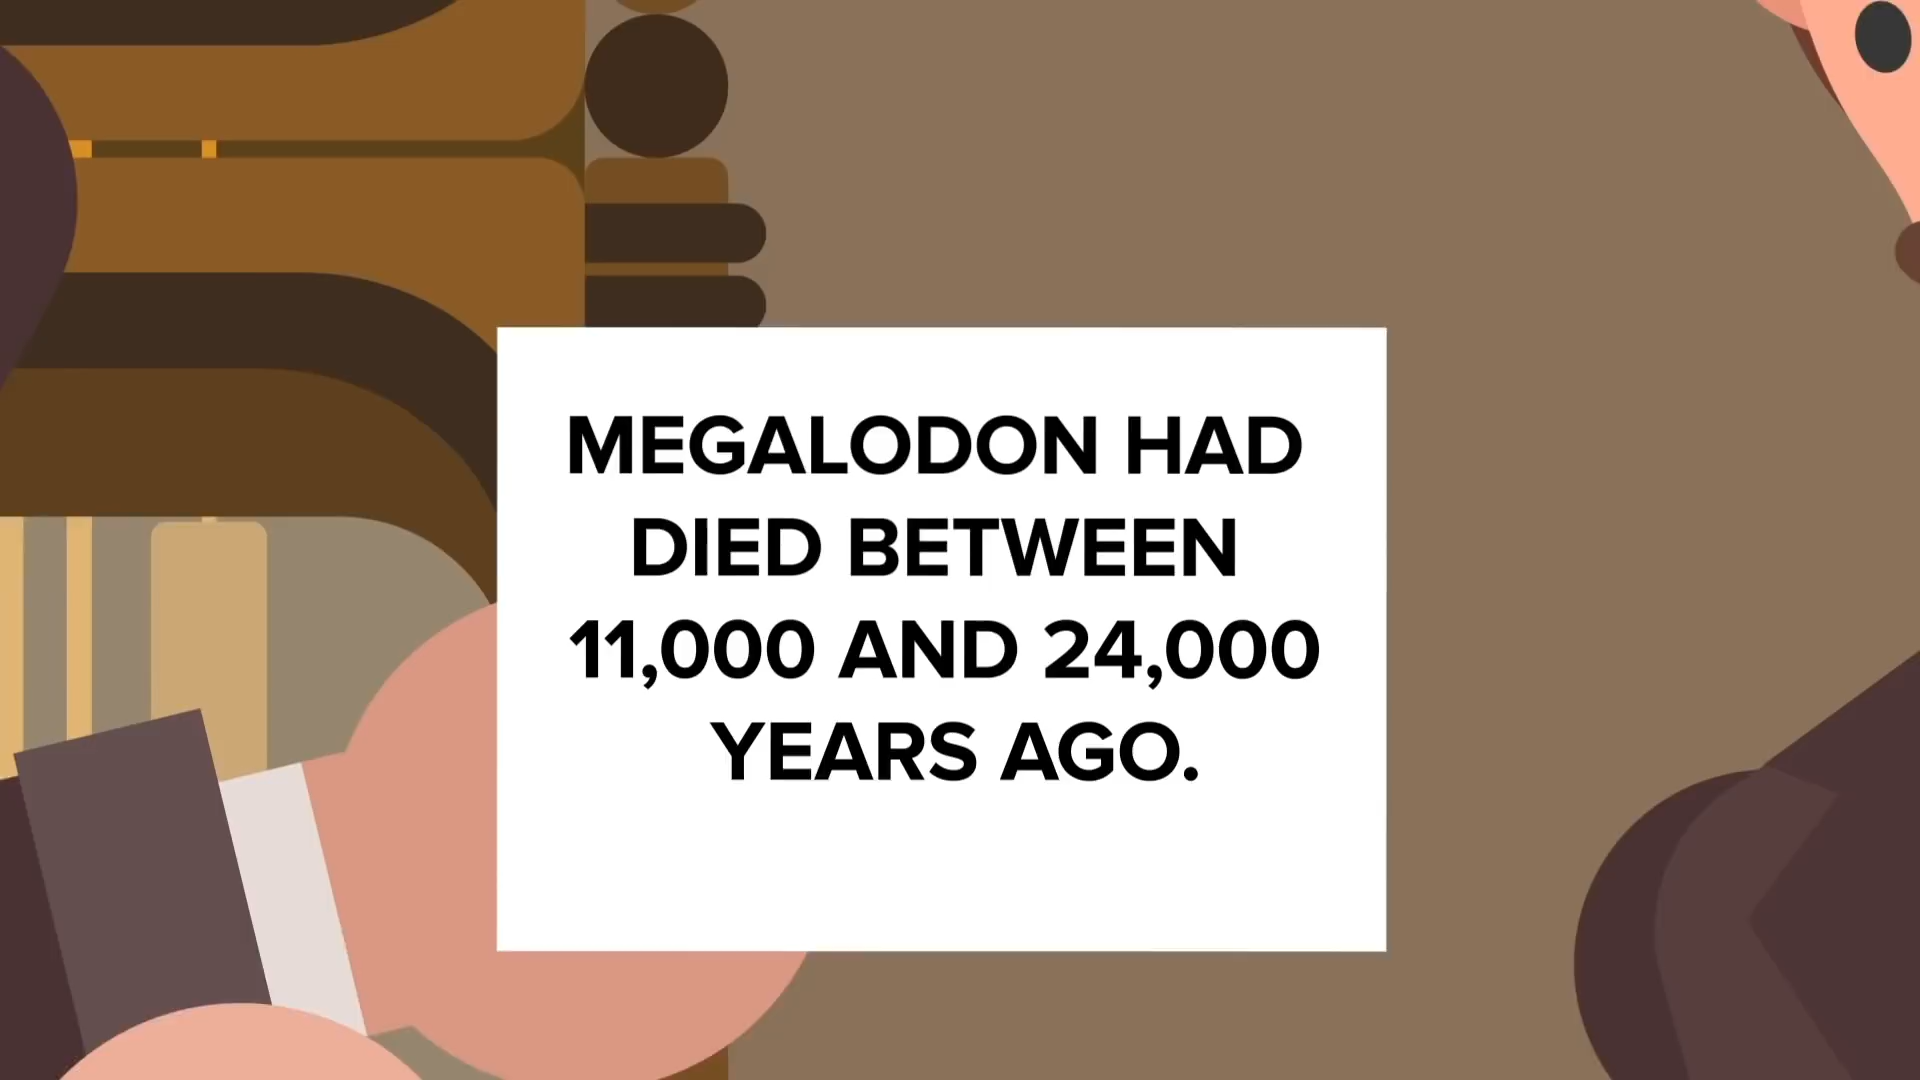 MEGALODON HAD
DIED BETWEEN
11,000 AND 24,000
YEARS AGO.